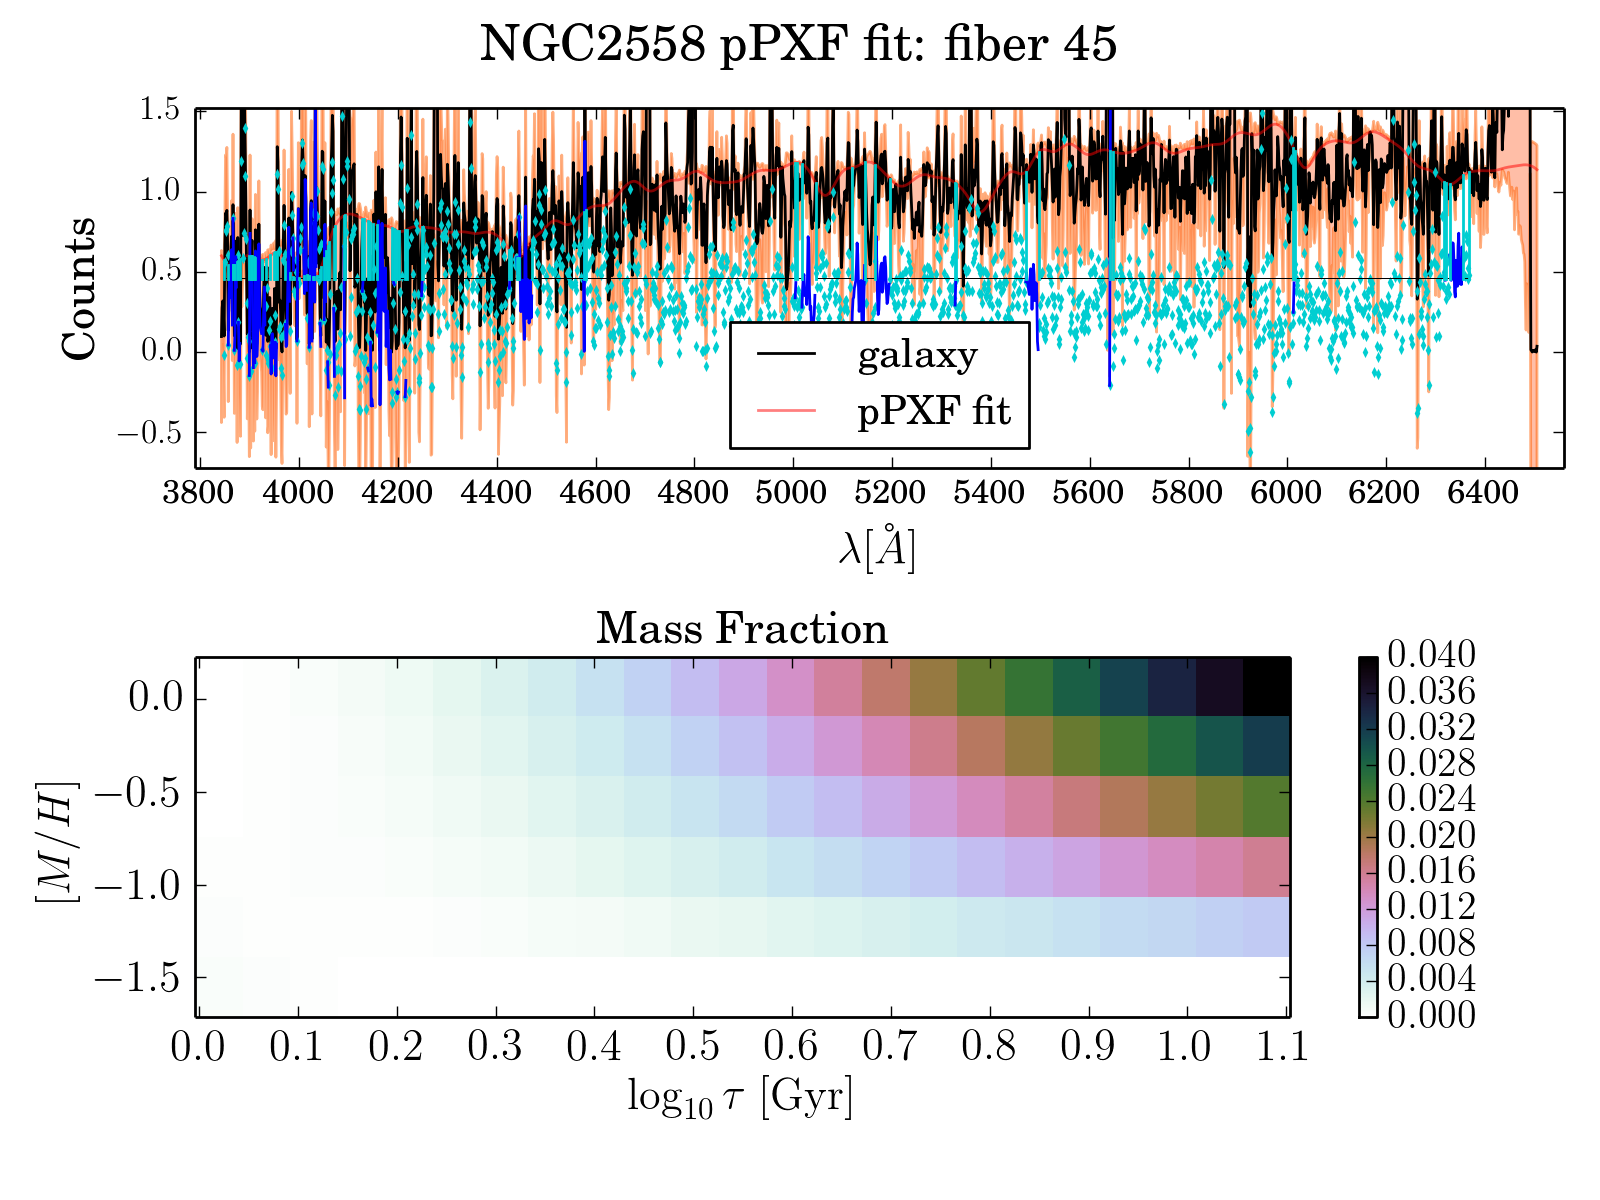 NGC2558 pPXF fit: fiber 45
Counts
1.5
1.0
0.5
0.0
−0.5
galaxy
pPXF fit
3800 4000 4200 4400 4600 4800 5000 5200 5400 5600 5800 6000 6200 6400
λ[Å]
Mass Fraction
[M/H]
0.0
−0.5
−1.0
−1.5
0.0 0.1 0.2 0.3 0.4 0.5 0.6 0.7 0.8 0.9 1.0 1.1
log₁₀ τ [Gyr]
0.040
0.036
0.032
0.028
0.024
0.020
0.016
0.012
0.008
0.004
0.000